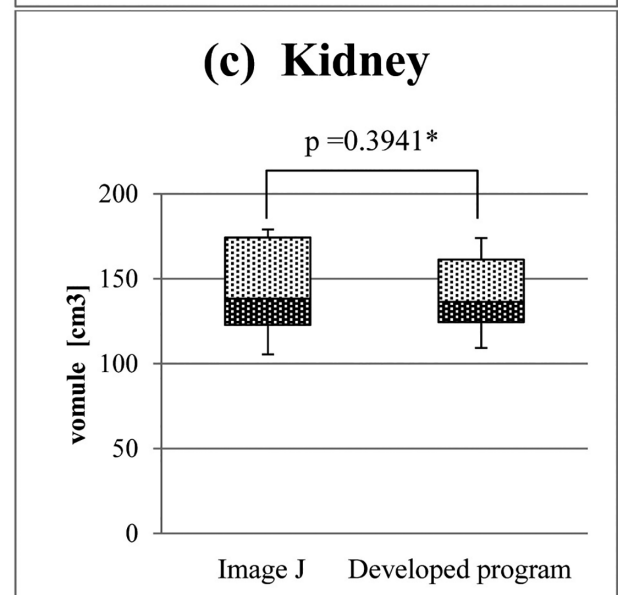 (c) Kidney
p =0.3941*
200
150
100
50
0
vomule [cm3]
Image J
Developed program